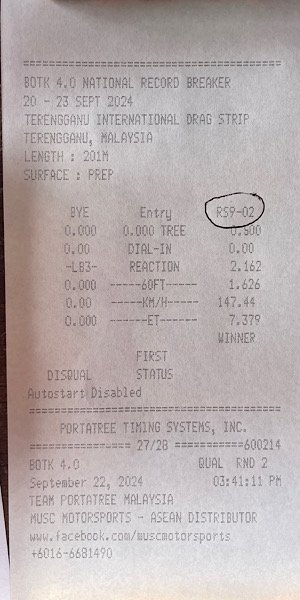 ================================
BOTK 4.0 NATIONAL RECORD BREAKER
20 - 23 SEPT 2024
TERENGGANU INTERNATIONAL DRAG STRIP
TERENGGANU, MALAYSIA
LENGTH : 201M
SURFACE : PREP
BYE Entry RS9-02
0.000 0.000 TREE 0.500
0.00 DIAL-IN 0.00
-LB3- REACTION 2.162
0.000 ------60FT----- 1.626
0.00 ------KM/H----- 147.44
0.000 -------ET------ 7.379
WINNER
FIRST
DISQUAL STATUS
Autostart Disabled
================================
PORTATREE TIMING SYSTEMS, INC.
=============== 27/28 ===========600214
BOTK 4.0 QUAL RND 2
September 22, 2024 03:41:11 PM
TEAM PORTATREE MALAYSIA
MUSC MOTORSPORTS - ASEAN DISTRIBUTOR
www.facebook.com/muscmotorsports
+6016-6681490